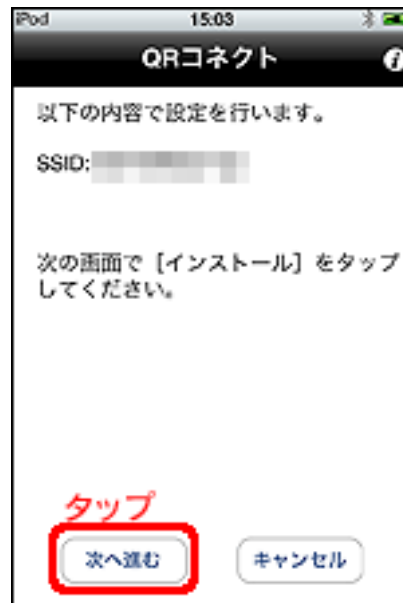 iPod 15:03
QRコネクト
以下の内容で設定を行います。
SSID:
次の画面で［インストール］をタップ
してください。
タップ
次へ進む キャンセル